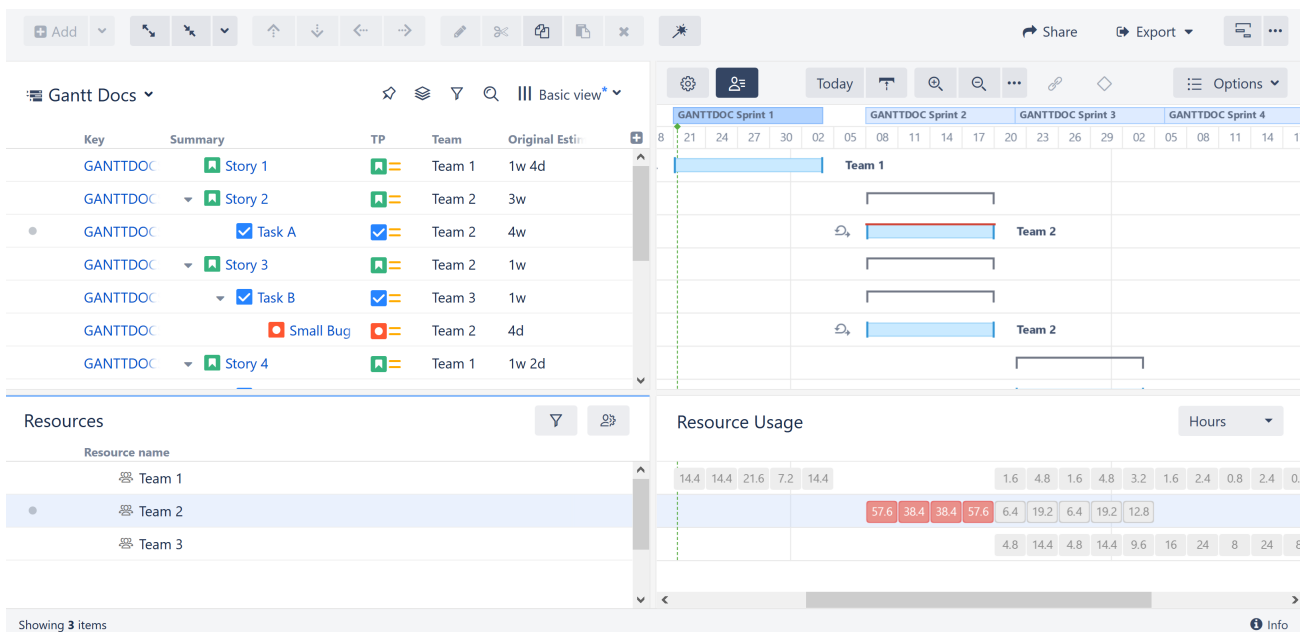 Add
Share
Export
Gantt Docs
Basic view*
Today
Options
Key Summary TP Team Original Estim
GANTTDOC Sprint 1 GANTTDOC Sprint 2 GANTTDOC Sprint 3 GANTTDOC Sprint 4
8 21 24 27 30 02 05 08 11 14 17 20 23 26 29 02 05 08 11 14 1
GANTTDOC Story 1 Team 1 1w 4d Team 1
GANTTDOC Story 2 Team 2 3w
GANTTDOC Task A Team 2 4w Team 2
GANTTDOC Story 3 Team 2 1w
GANTTDOC Task B Team 3 1w
GANTTDOC Small Bug Team 2 4d Team 2
GANTTDOC Story 4 Team 1 1w 2d
Resources
Resource Usage
Hours
Resource name
Team 1 14.4 14.4 21.6 7.2 14.4 1.6 4.8 1.6 4.8 3.2 1.6 2.4 0.8 2.4 0.
Team 2 57.6 38.4 38.4 57.6 6.4 19.2 6.4 19.2 12.8
Team 3 4.8 14.4 4.8 14.4 9.6 16 24 8 24 8
Showing 3 items
Info